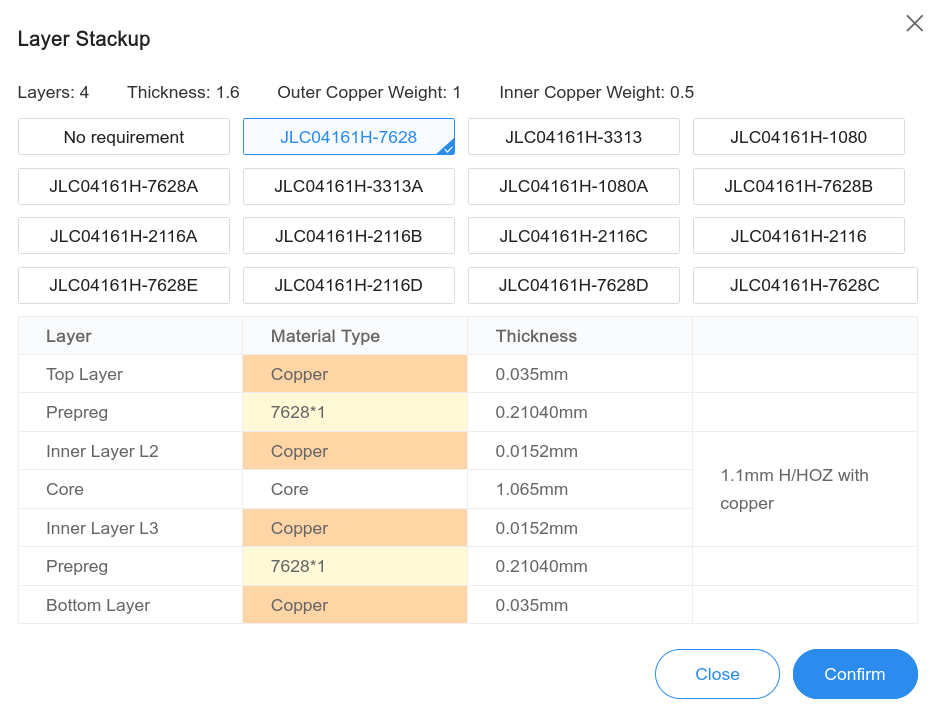 Layer Stackup
Layers: 4 Thickness: 1.6 Outer Copper Weight: 1 Inner Copper Weight: 0.5
No requirement JLC04161H-7628 JLC04161H-3313 JLC04161H-1080
JLC04161H-7628A JLC04161H-3313A JLC04161H-1080A JLC04161H-7628B
JLC04161H-2116A JLC04161H-2116B JLC04161H-2116C JLC04161H-2116
JLC04161H-7628E JLC04161H-2116D JLC04161H-7628D JLC04161H-7628C
Layer Material Type Thickness
Top Layer Copper 0.035mm
Prepreg 7628*1 0.21040mm
Inner Layer L2 Copper 0.0152mm
Core Core 1.065mm
Inner Layer L3 Copper 0.0152mm
1.1mm H/HOZ with
copper
Prepreg 7628*1 0.21040mm
Bottom Layer Copper 0.035mm
Close Confirm